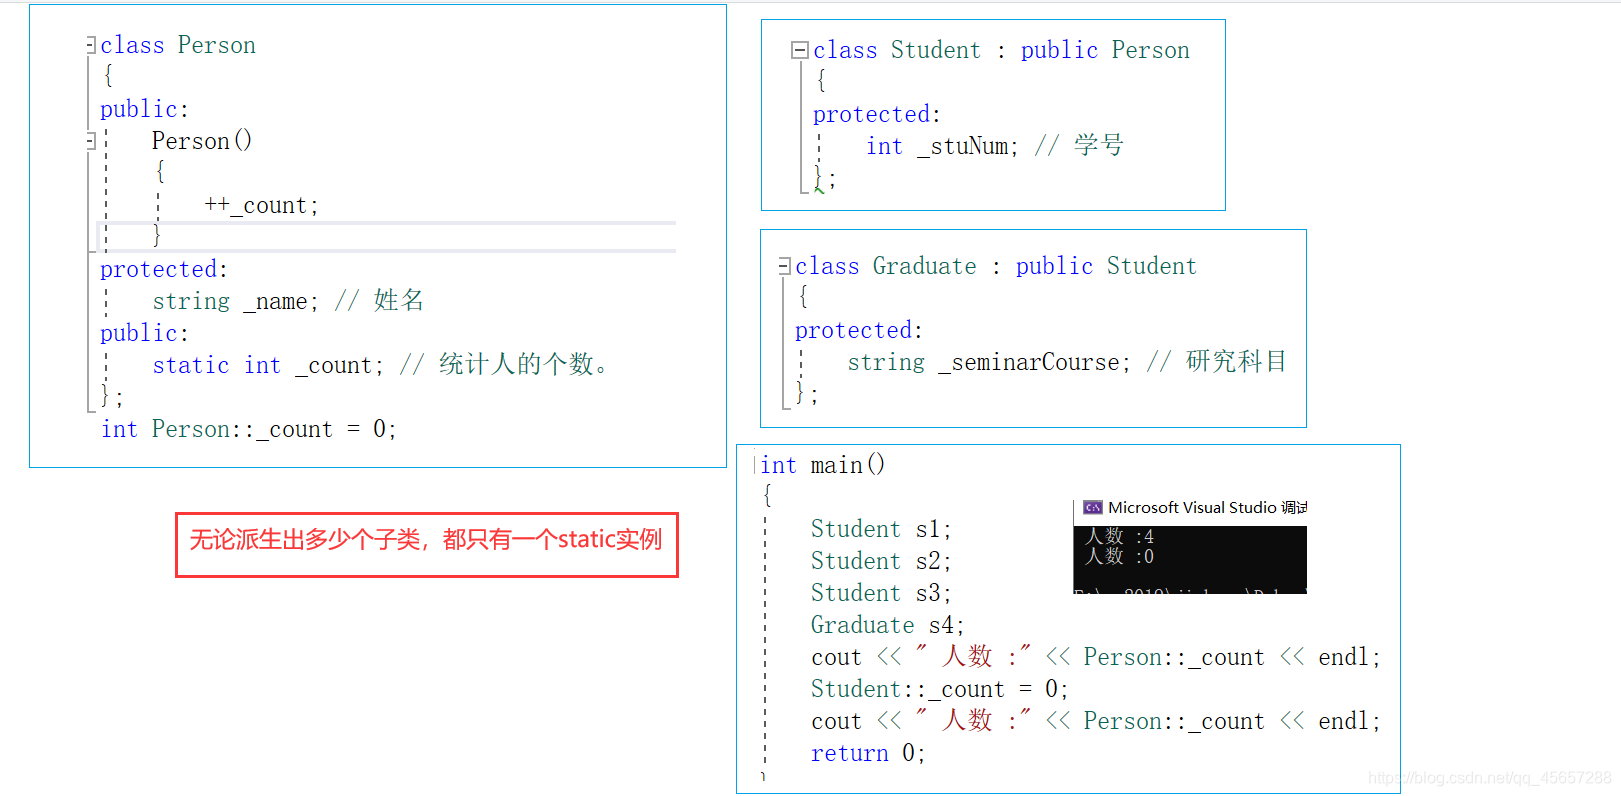 class Person
{
public:
Person()
{
++_count;
}
protected:
string _name; // 姓名
public:
static int _count; // 统计人的个数。
};
int Person::_count = 0;
无论派生出多少个子类，都只有一个static实例
class Student : public Person
{
protected:
int _stuNum; // 学号
};
class Graduate : public Student
{
protected:
string _seminarCourse; // 研究科目
};
int main()
{
Student s1;
Student s2;
Student s3;
Graduate s4;
cout << " 人数 :" << Person::_count << endl;
Student::_count = 0;
cout << " 人数 :" << Person::_count << endl;
return 0;
}
Microsoft Visual Studio 调试
人数 :4
人数 :0
https://blog.csdn.net/qq_45657288